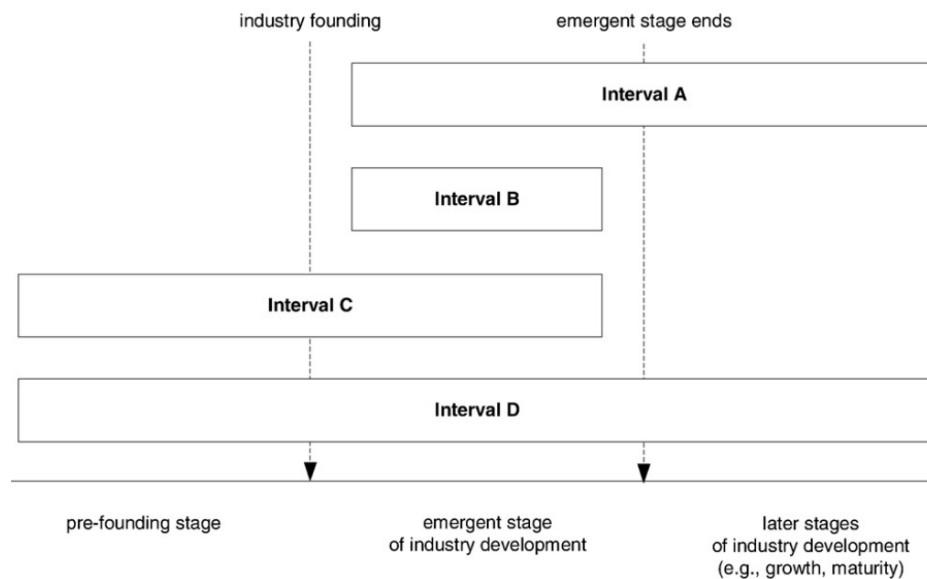 industry founding
emergent stage ends
Interval A
Interval B
Interval C
Interval D
pre-founding stage
emergent stage
of industry development
later stages
of industry development
(e.g., growth, maturity)